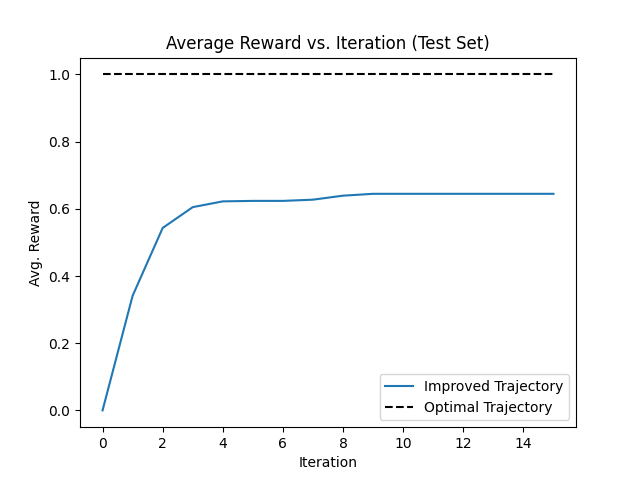 Average Reward vs. Iteration (Test Set)
Avg. Reward
1.0
0.8
0.6
0.4
0.2
0.0
0 2 4 6 8 10 12 14
Iteration
Improved Trajectory
Optimal Trajectory